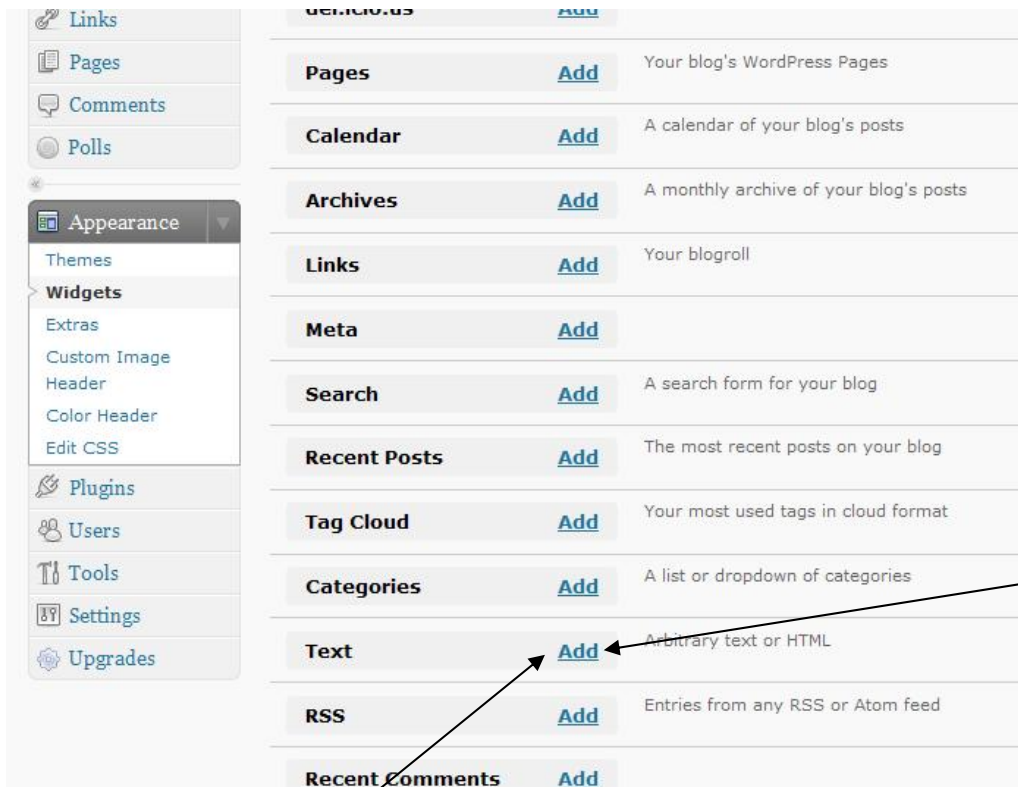 Links
Pages
Comments
Polls
Appearance
Themes
Widgets
Extras
Custom Image
Header
Color Header
Edit CSS
Plugins
Users
Tools
Settings
Upgrades
del.icio.us Add
Pages Add Your blog's WordPress Pages
Calendar Add A calendar of your blog's posts
Archives Add A monthly archive of your blog's posts
Links Add Your blogroll
Meta Add
Search Add A search form for your blog
Recent Posts Add The most recent posts on your blog
Tag Cloud Add Your most used tags in cloud format
Categories Add A list or dropdown of categories
Text Add Arbitrary text or HTML
RSS Add Entries from any RSS or Atom feed
Recent Comments Add